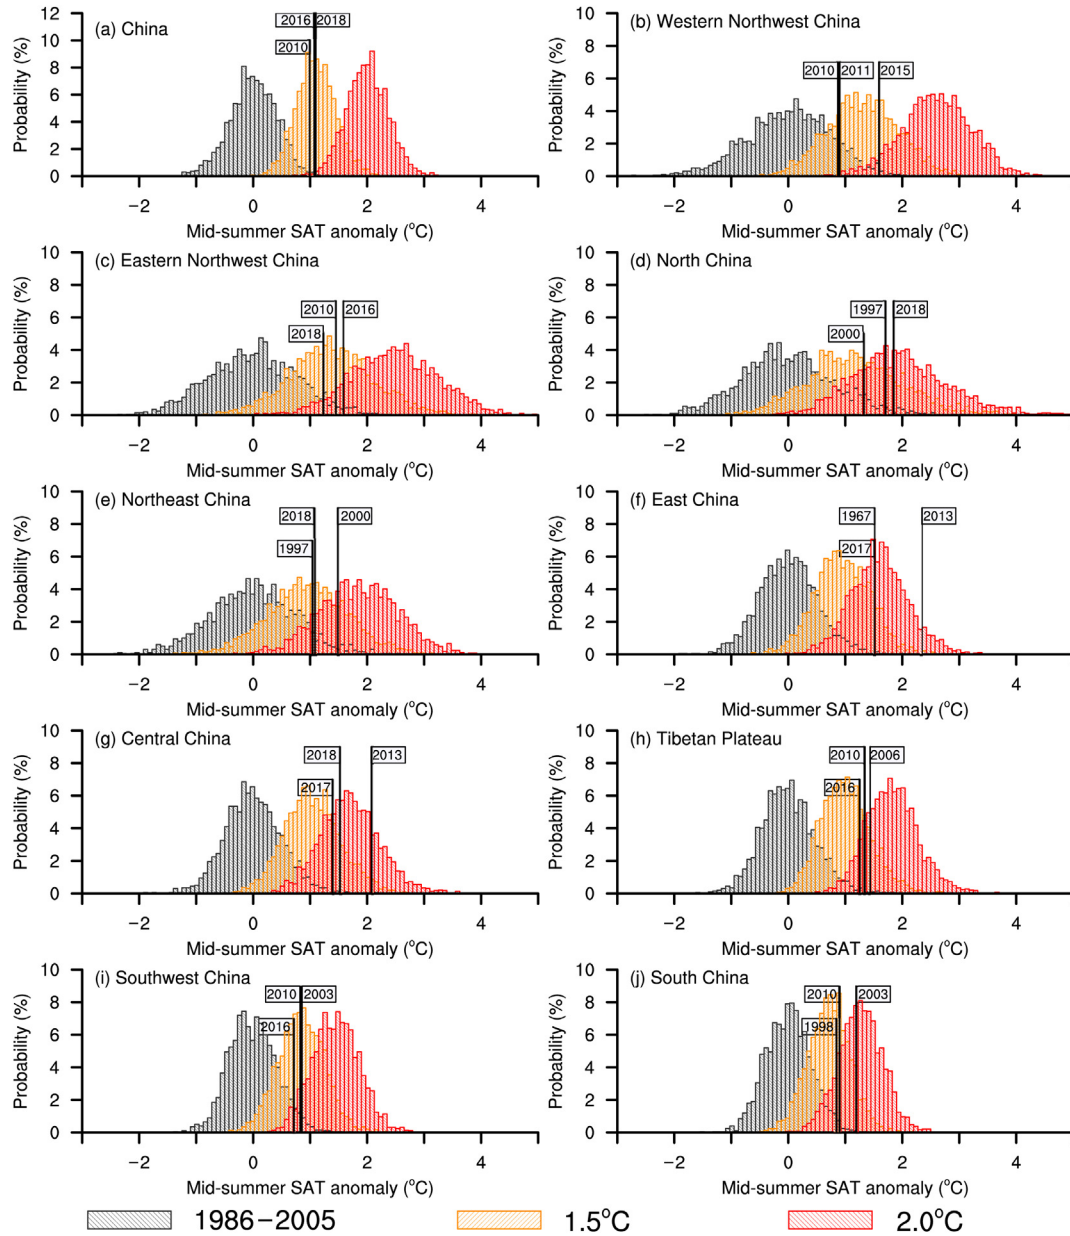 (a) China
2016 2018
2010
Probability (%)
12
10
8
6
4
2
0
−2 0 2 4
Mid-summer SAT anomaly (°C)
(b) Western Northwest China
2010 2011 2015
Probability (%)
10
8
6
4
2
0
−2 0 2 4
Mid-summer SAT anomaly (°C)
(c) Eastern Northwest China
2010 2016
2018
Probability (%)
10
8
6
4
2
0
−2 0 2 4
Mid-summer SAT anomaly (°C)
(d) North China
1997 2018
2000
Probability (%)
10
8
6
4
2
0
−2 0 2 4
Mid-summer SAT anomaly (°C)
(e) Northeast China
2018 2000
1997
Probability (%)
10
8
6
4
2
0
−2 0 2 4
Mid-summer SAT anomaly (°C)
(f) East China
1967 2013
2017
Probability (%)
10
8
6
4
2
0
−2 0 2 4
Mid-summer SAT anomaly (°C)
(g) Central China
2018 2013
2017
Probability (%)
10
8
6
4
2
0
−2 0 2 4
Mid-summer SAT anomaly (°C)
(h) Tibetan Plateau
2010 2006
2016
Probability (%)
10
8
6
4
2
0
−2 0 2 4
Mid-summer SAT anomaly (°C)
(i) Southwest China
2010 2003
2016
Probability (%)
10
8
6
4
2
0
−2 0 2 4
Mid-summer SAT anomaly (°C)
(j) South China
2010 2003
1998
Probability (%)
10
8
6
4
2
0
−2 0 2 4
Mid-summer SAT anomaly (°C)
1986−2005 1.5°C 2.0°C